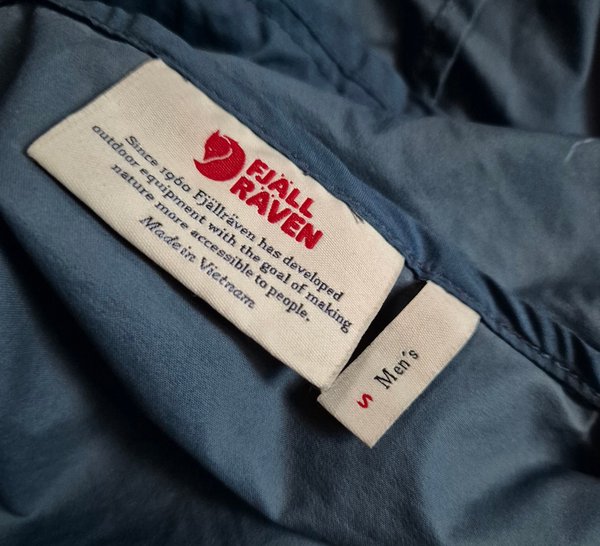 FJÄLL
RÄVEN
Since 1960 Fjällräven has developed
outdoor equipment with the goal of making
nature more accessible to people.
Made in Vietnam
S Men's